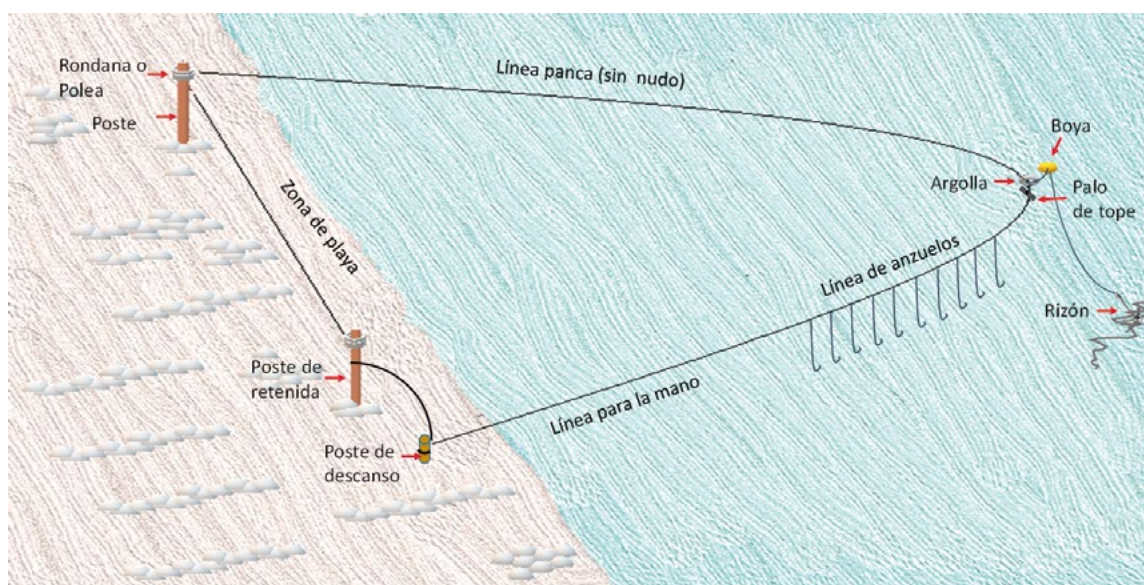 Rondana o
Polea
Poste
Línea panca (sin nudo)
Boya
Argolla
Palo
de tope
Zona de playa
Línea de anzuelos
Rizón
Poste de
retenida
Línea para la mano
Poste de
descanso